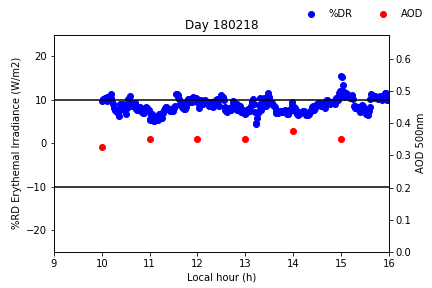 %DR AOD
Day 180218
%RD Erythemal Irradiance (W/m2)
20
10
0
−10
−20
0.6
0.5
0.4
0.3
0.2
0.1
0.0
AOD 500nm
9 10 11 12 13 14 15 16
Local hour (h)